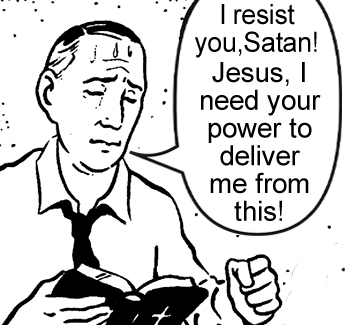 I resist
you,Satan!
Jesus, I
need your
power to
deliver
me from
this!